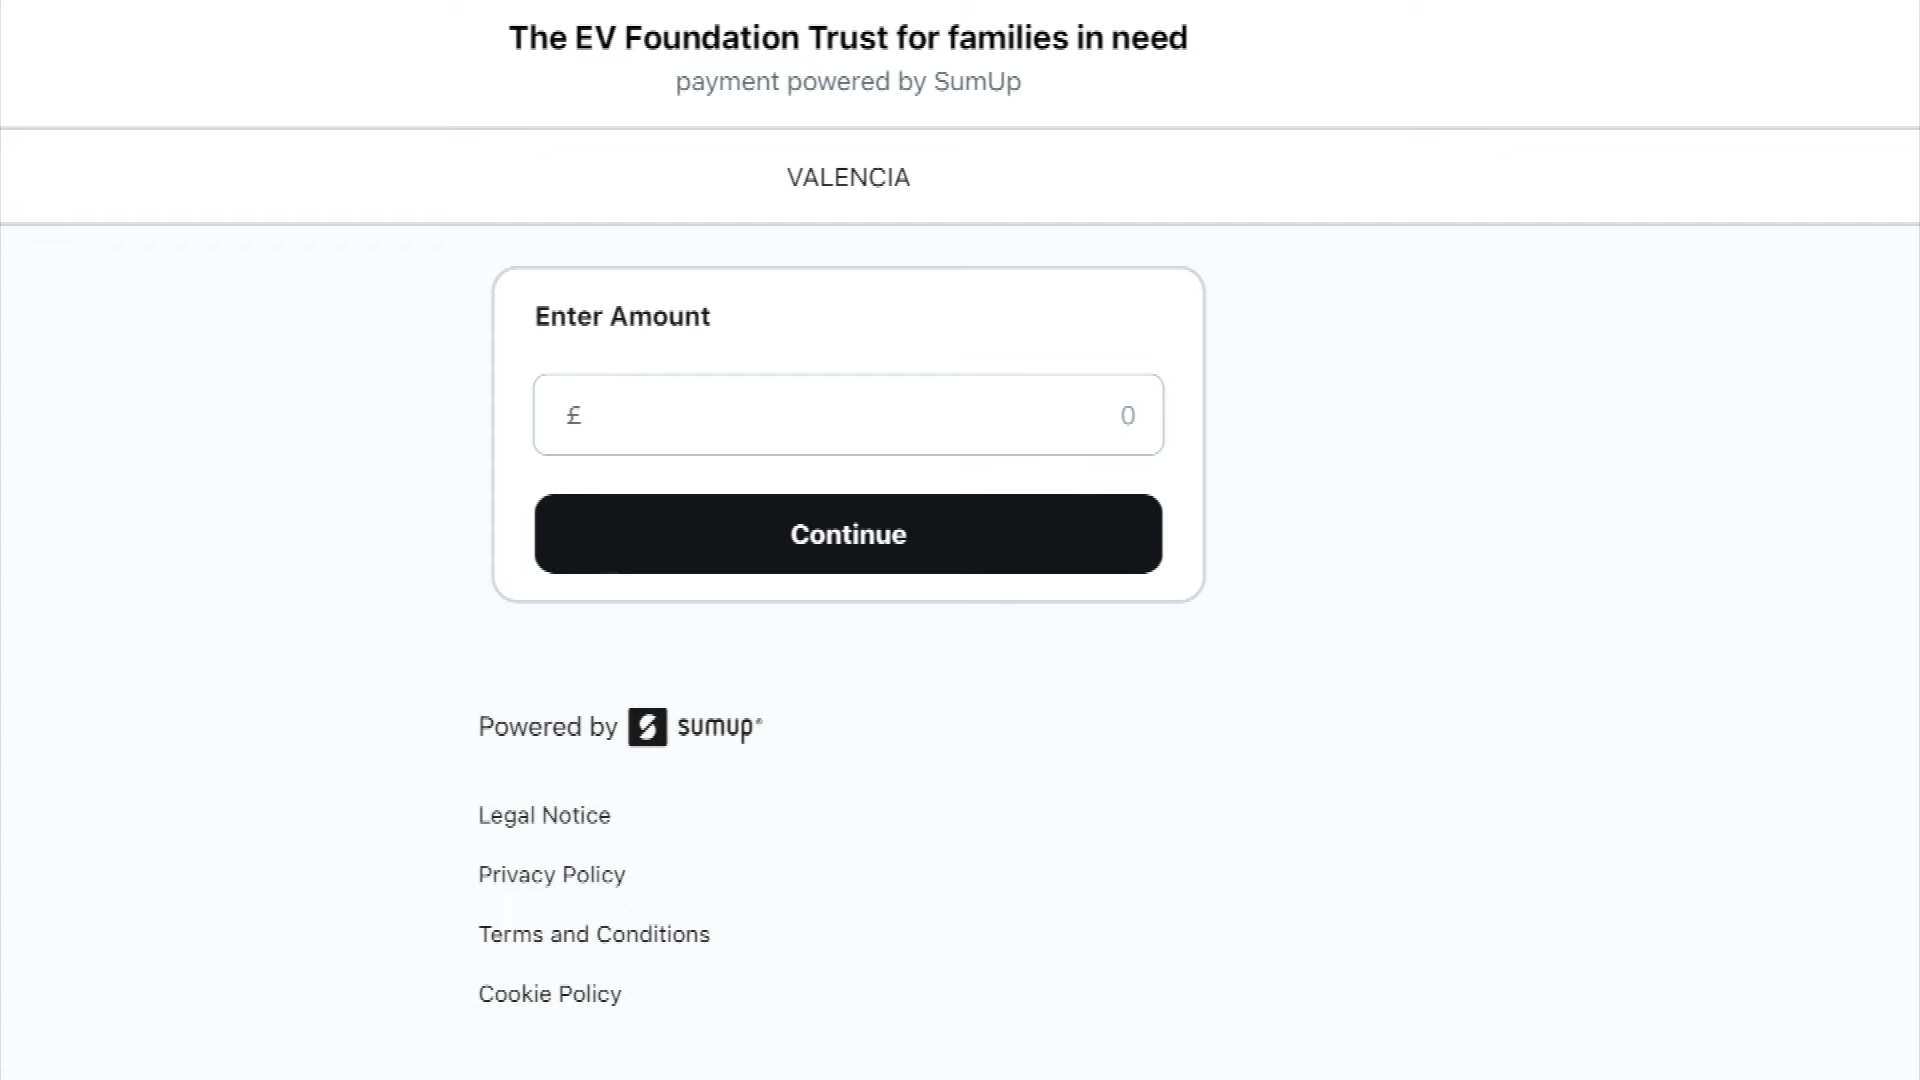 The EV Foundation Trust for families in need
payment powered by SumUp
VALENCIA
Enter Amount
£ 0
Continue
Powered by sumup®
Legal Notice
Privacy Policy
Terms and Conditions
Cookie Policy